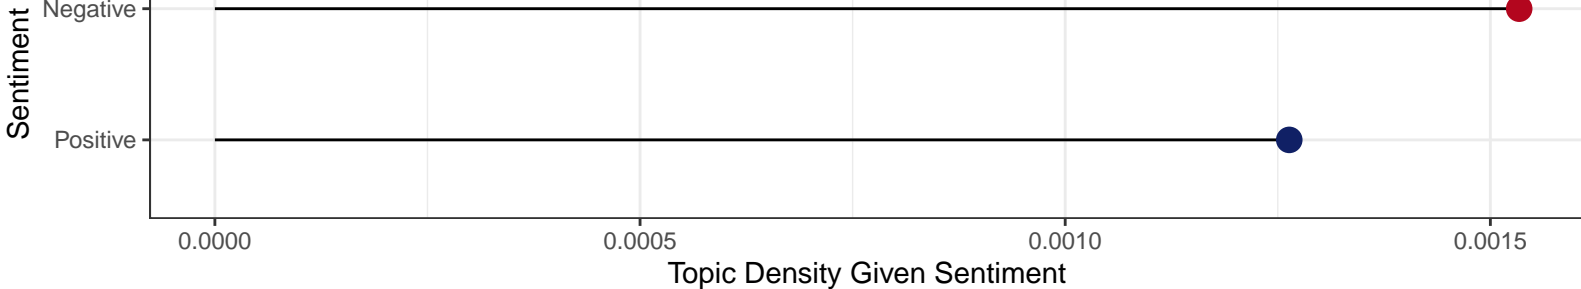 Sentiment
Negative
Positive
0.0000
0.0005
0.0010
0.0015
Topic Density Given Sentiment